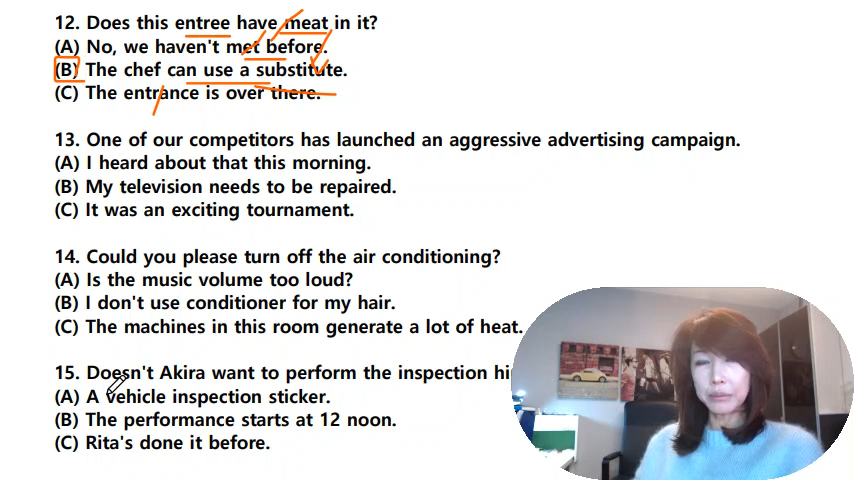 12. Does this entree have meat in it?
(A) No, we haven't met before.
(B) The chef can use a substitute.
(C) The entrance is over there.
13. One of our competitors has launched an aggressive advertising campaign.
(A) I heard about that this morning.
(B) My television needs to be repaired.
(C) It was an exciting tournament.
14. Could you please turn off the air conditioning?
(A) Is the music volume too loud?
(B) I don't use conditioner for my hair.
(C) The machines in this room generate a lot of heat.
15. Doesn't Akira want to perform the inspection
(A) A vehicle inspection sticker.
(B) The performance starts at 12 noon.
(C) Rita's done it before.